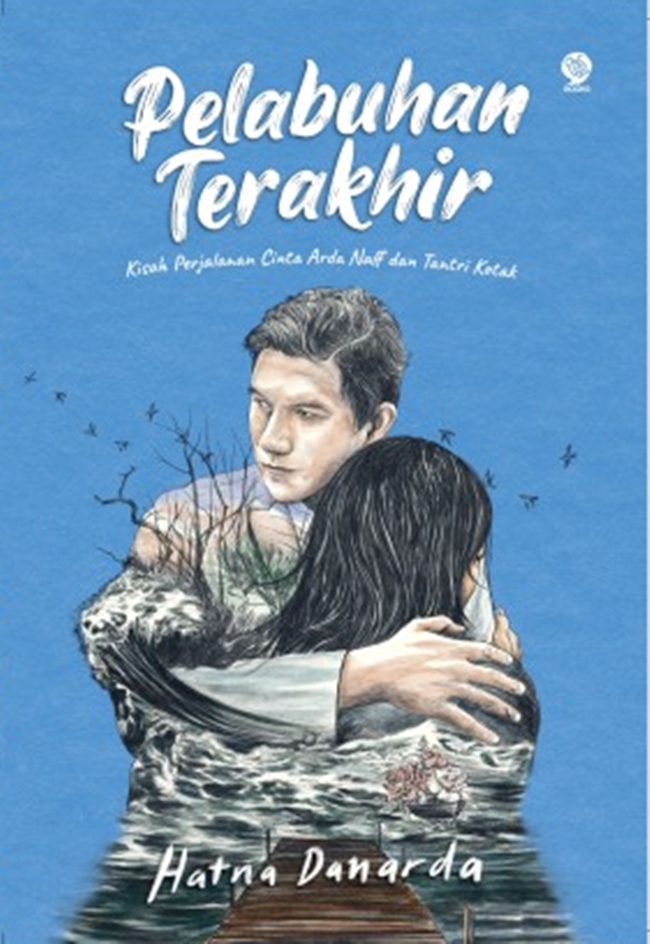 Pelabuhan
Terakhir
Kisah Perjalanan Cinta Arda Naff dan Tantri Kotak
Hatna Danarda